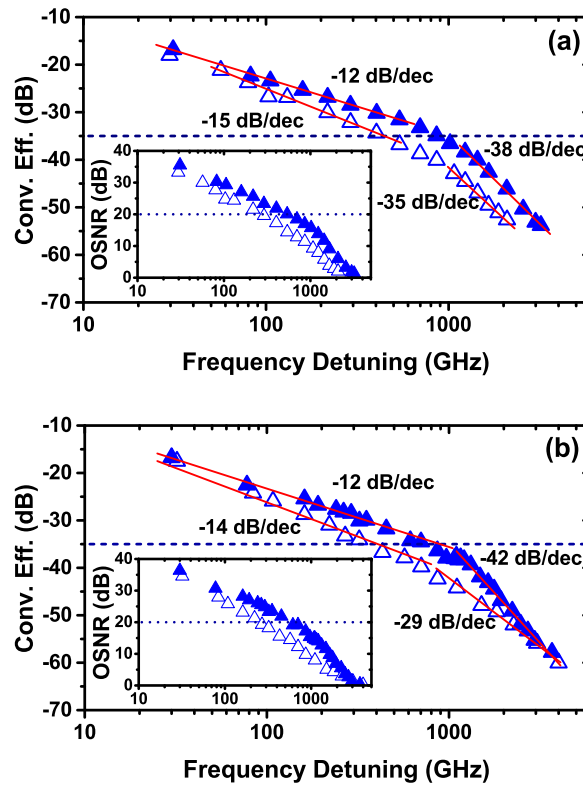 (a)
-10
-20
-30
-40
-50
-60
-70
Conv. Eff. (dB)
-12 dB/dec
-15 dB/dec
-38 dB/dec
-35 dB/dec
OSNR (dB)
40
30
20
10
0
10 100 1000
10 100 1000
Frequency Detuning (GHz)
(b)
-10
-20
-30
-40
-50
-60
-70
Conv. Eff. (dB)
-12 dB/dec
-14 dB/dec
-42 dB/dec
-29 dB/dec
OSNR (dB)
40
30
20
10
0
10 100 1000
10 100 1000
Frequency Detuning (GHz)